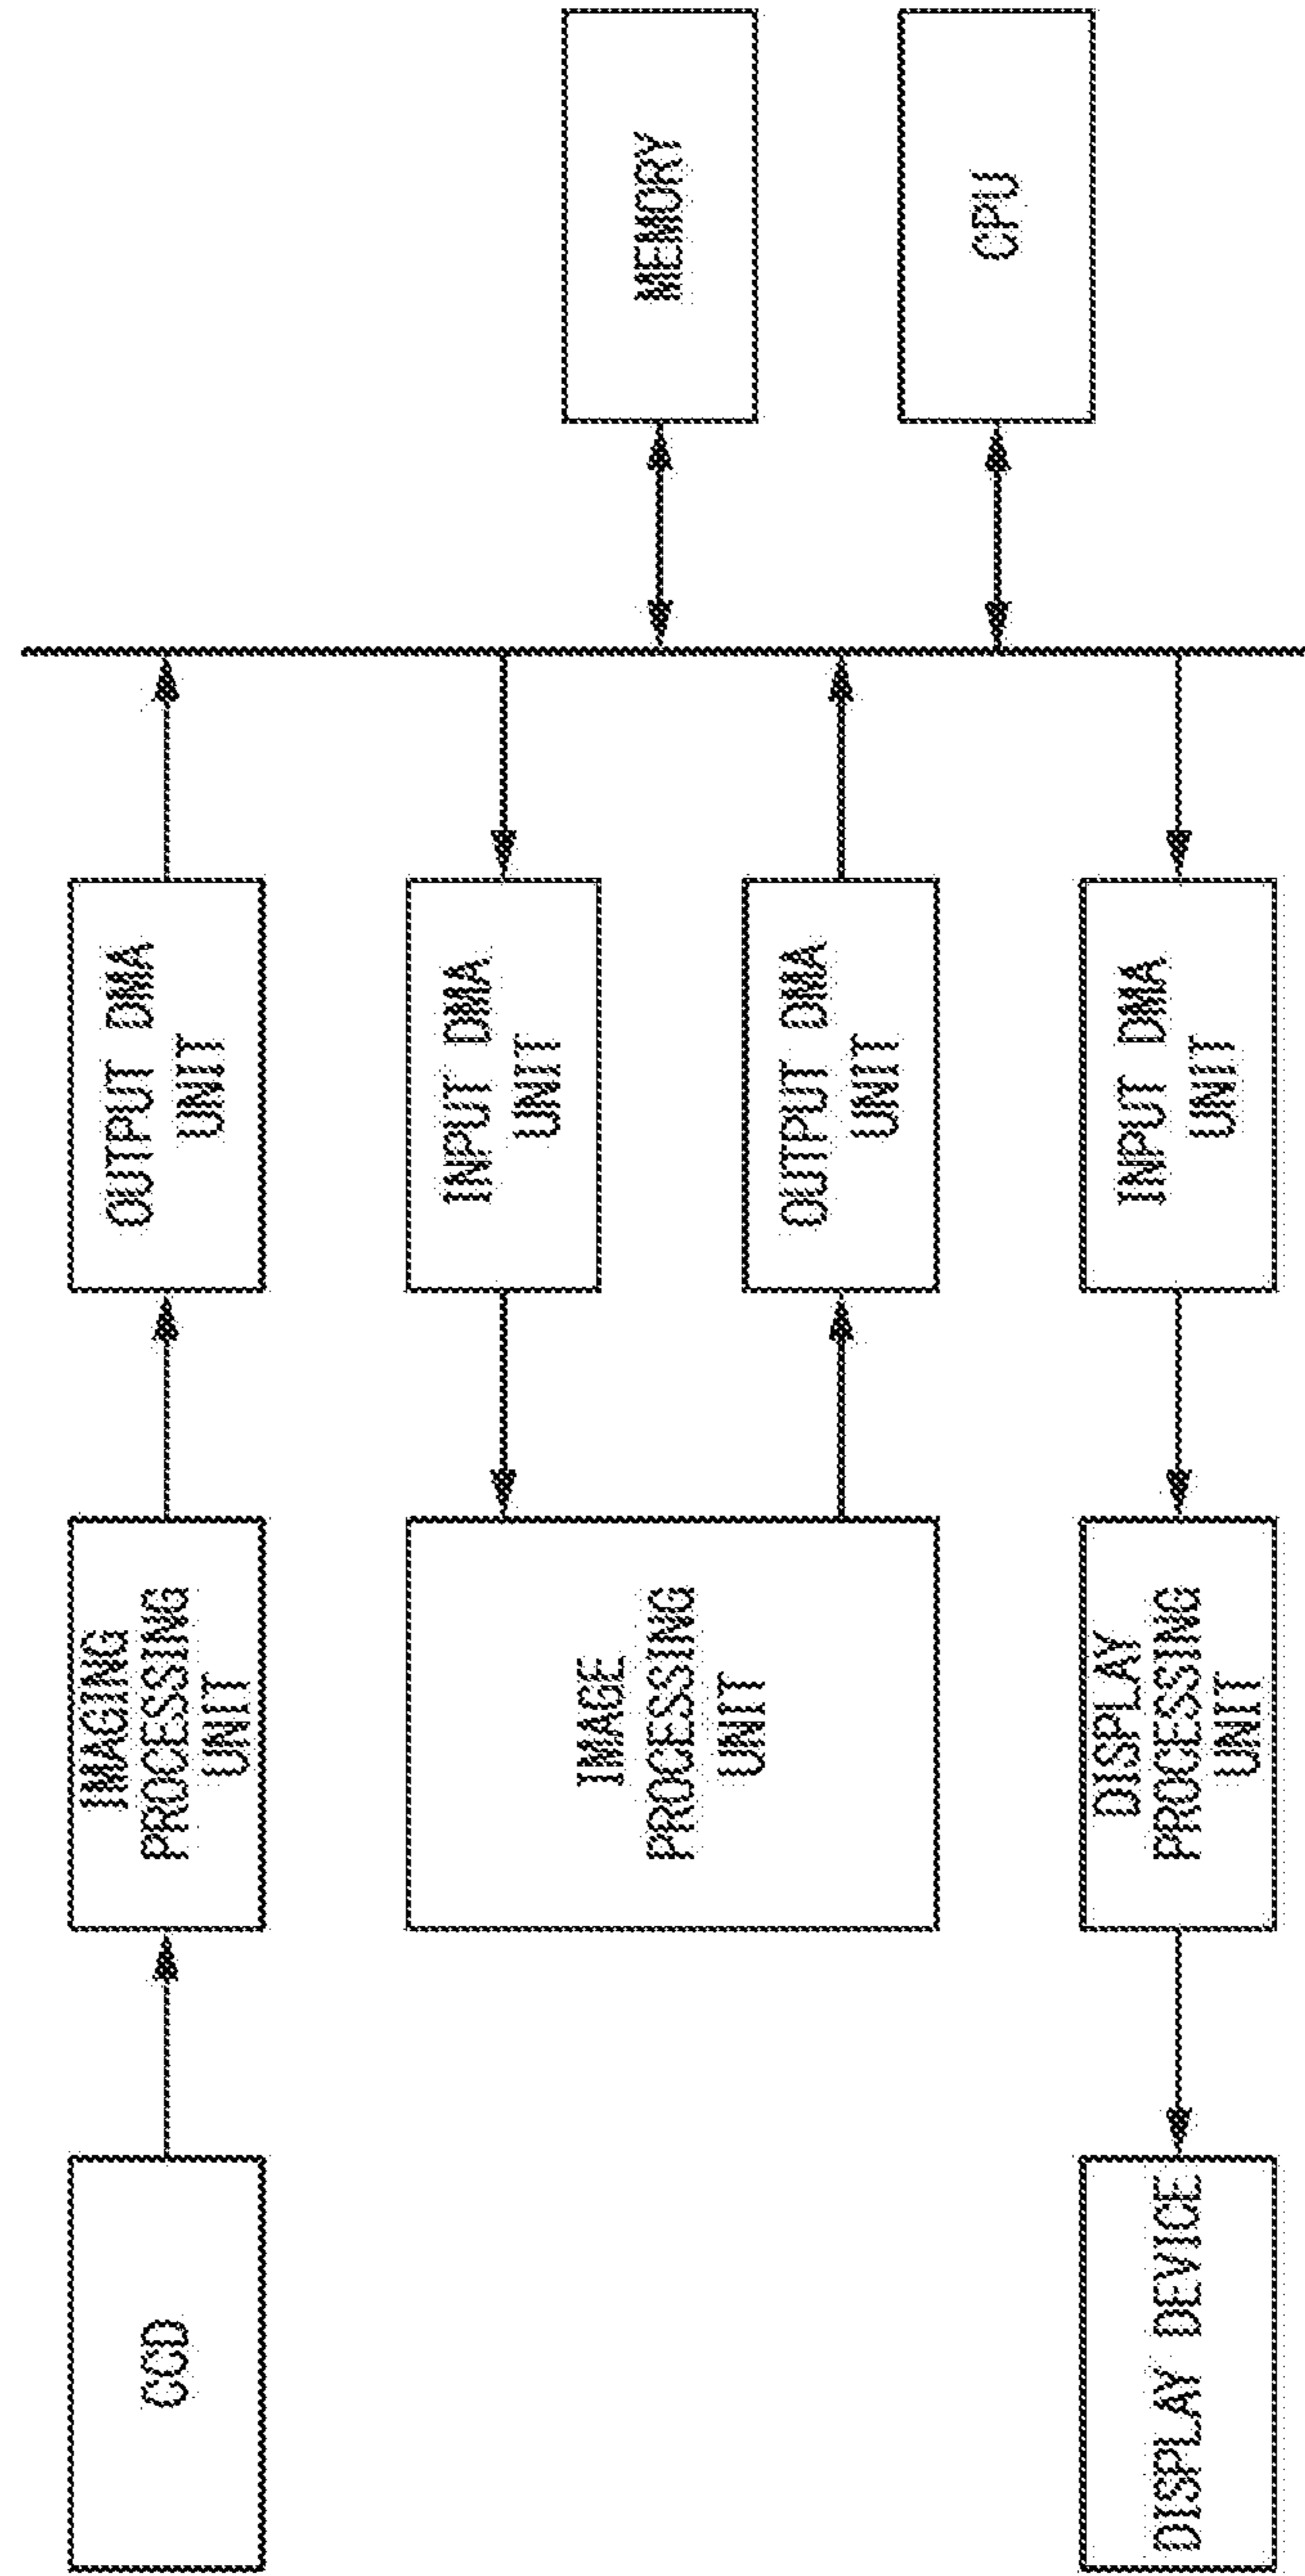 CCD
IMAGING
PROCESSING
UNIT
OUTPUT DMA
UNIT
IMAGE
PROCESSING
UNIT
INPUT DMA
UNIT
OUTPUT DMA
UNIT
MEMORY
CPU
DISPLAY DEVICE
DISPLAY
PROCESSING
UNIT
INPUT DMA
UNIT